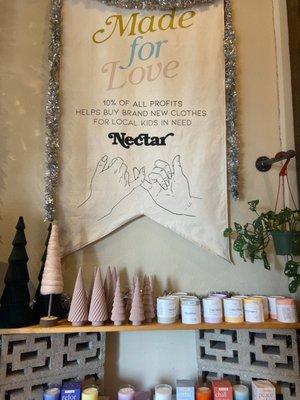 Made
for
Love
10% OF ALL PROFITS
HELPS BUY BRAND NEW CLOTHES
FOR LOCAL KIDS IN NEED
Nectar